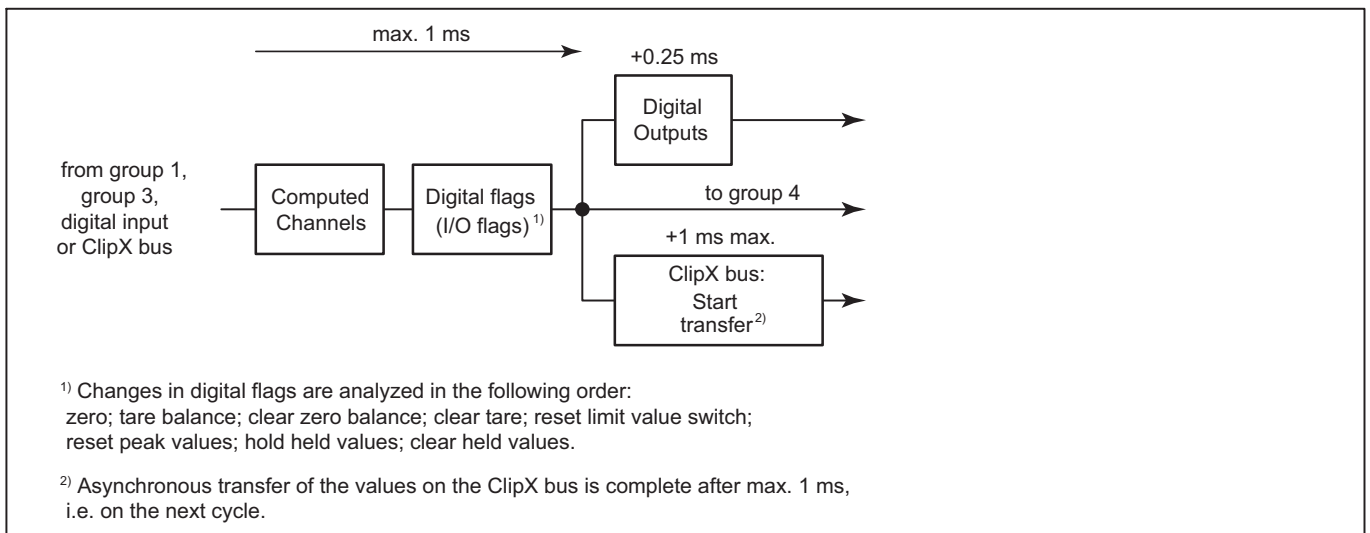 max. 1 ms
+0.25 ms
Digital
Outputs
from group 1,
group 3,
digital input
or ClipX bus
Computed
Channels
Digital flags
(I/O flags) 1)
to group 4
+1 ms max.
ClipX bus:
Start
transfer2)
1) Changes in digital flags are analyzed in the following order:
zero; tare balance; clear zero balance; clear tare; reset limit value switch;
reset peak values; hold held values; clear held values.
2) Asynchronous transfer of the values on the ClipX bus is complete after max. 1 ms,
i.e. on the next cycle.